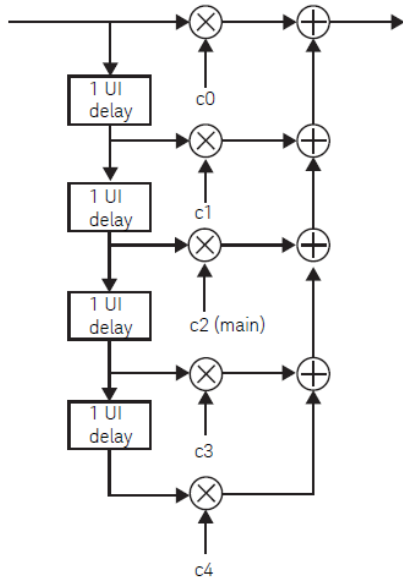 c0
1 UI
delay
c1
1 UI
delay
c2 (main)
1 UI
delay
c3
1 UI
delay
c4